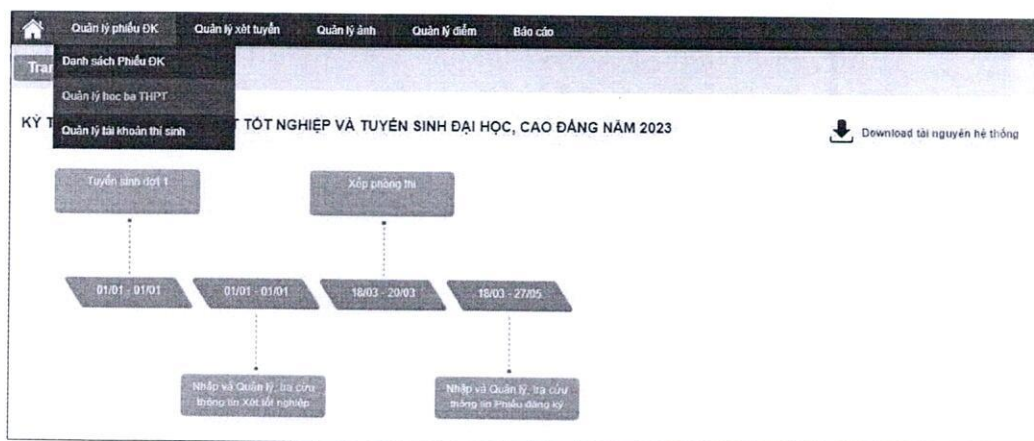 Quản lý phiếu ĐK
Quản lý xét tuyển
Quản lý ảnh
Quản lý điểm
Báo cáo
Tran
Danh sách Phiếu ĐK
Quản lý học bạ THPT
Quản lý tài khoản thí sinh
KỲ T
TỐT NGHIỆP VÀ TUYỂN SINH ĐẠI HỌC, CAO ĐẲNG NĂM 2023
Download tài nguyên hệ thống
Tuyển sinh đợt 1
Xếp phòng thi
01/01 - 01/01
01/01 - 01/01
18/03 - 20/03
18/03 - 27/05
Nhập và Quản lý, tra cứu
thông tin Xét tốt nghiệp
Nhập và Quản lý, tra cứu
thông tin Phiếu đăng ký